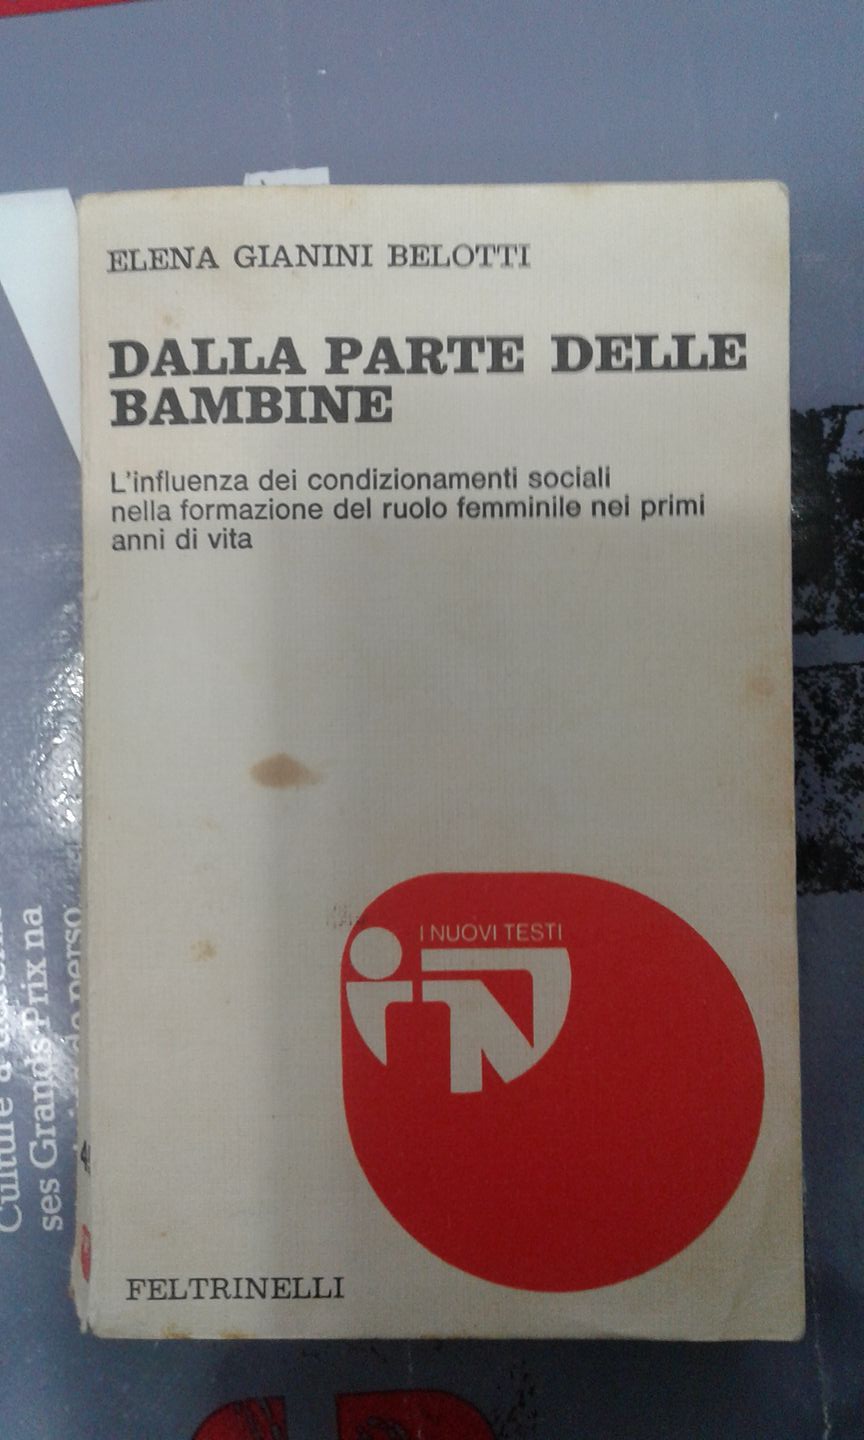 ELENA GIANINI BELOTTI
DALLA PARTE DELLE
BAMBINE
L'influenza dei condizionamenti sociali
nella formazione del ruolo femminile nei primi
anni di vita
I NUOVI TESTI
FELTRINELLI
ses Grands Prix na